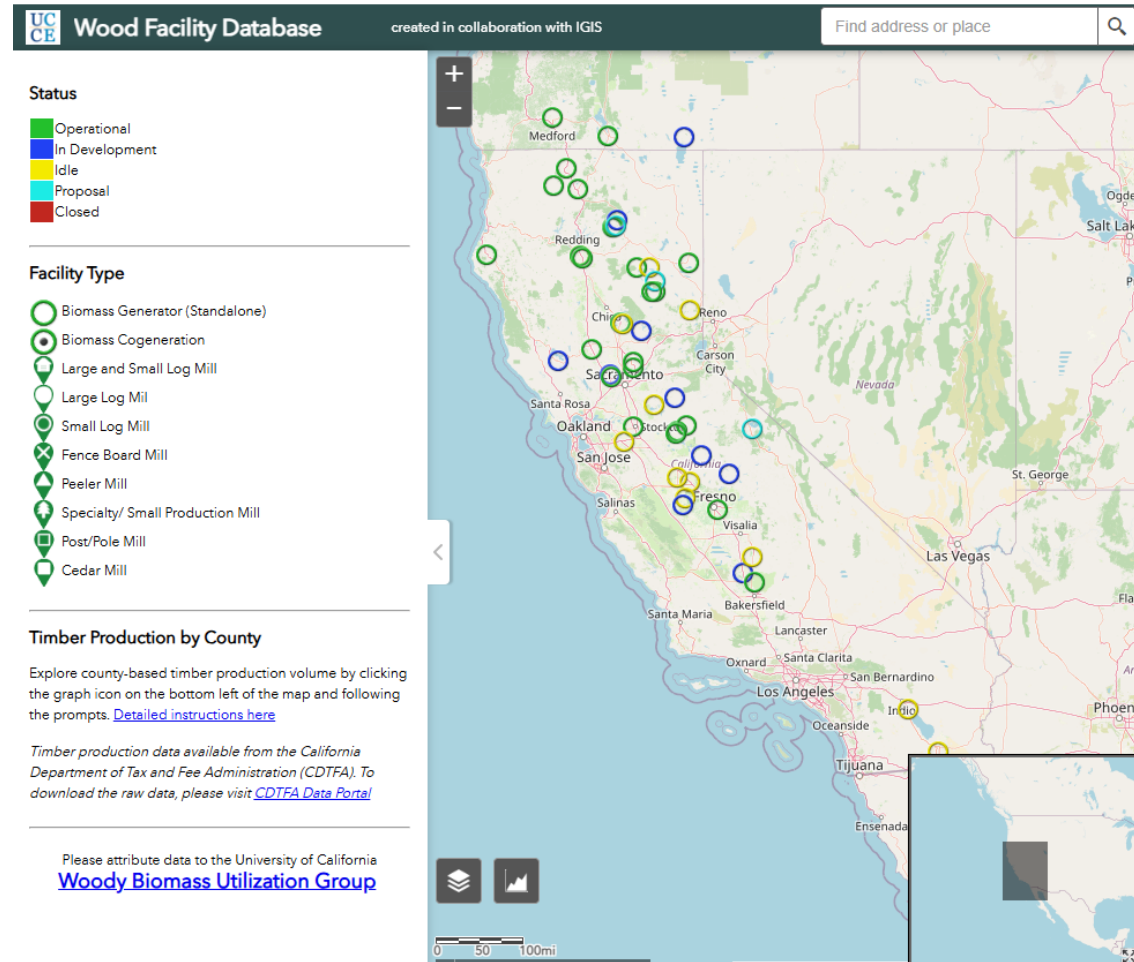 UC
CE
Wood Facility Database
created in collaboration with IGIS
Find address or place
Status
Operational
In Development
Idle
Proposal
Closed
Facility Type
Biomass Generator (Standalone)
Biomass Cogeneration
Large and Small Log Mill
Large Log Mil
Small Log Mill
Fence Board Mill
Peeler Mill
Specialty/ Small Production Mill
Post/Pole Mill
Cedar Mill
Timber Production by County
Explore county-based timber production volume by clicking
the graph icon on the bottom left of the map and following
the prompts. Detailed instructions here
Timber production data available from the California
Department of Tax and Fee Administration (CDTFA). To
download the raw data, please visit CDTFA Data Portal
Please attribute data to the University of California
Woody Biomass Utilization Group
+
−
Medford
Ogde
Salt Lak
Redding
Reno
Carson
City
Nevada
Santa Rosa
Oakland
San Jose
St. George
Salinas
Fresno
Visalia
Las Vegas
Bakersfield
Fla
Santa Maria
Lancaster
Oxnard
Santa Clarita
San Bernardino
Los Angeles
Indio
Phoen
Oceanside
Tijuana
Ensenada
0 50 100mi